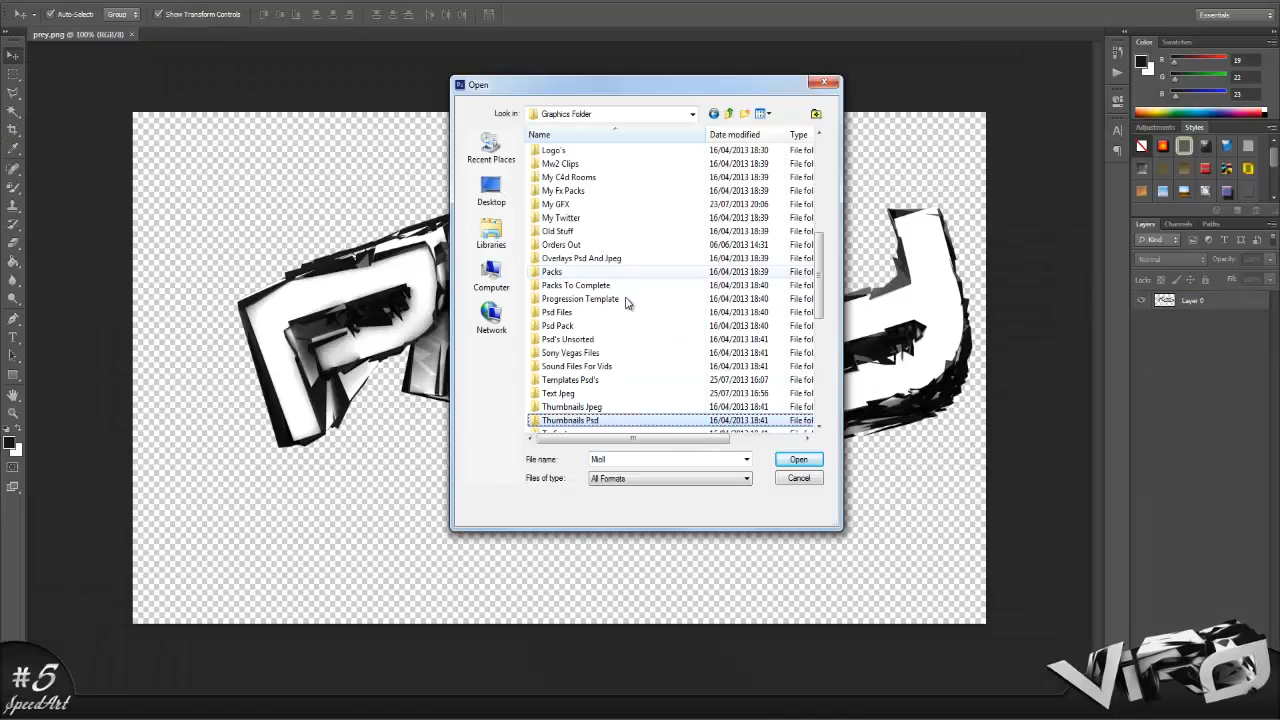 Auto-Select: Group Show Transform Controls Essentials
prey.png @ 100% (RGB/8) ×
Open
Look in: Graphics Folder
Name Date modified Type
Logo's 16/04/2013 18:30 File fol
Mw2 Clips 16/04/2013 18:39 File fol
My C4d Rooms 16/04/2013 18:39 File fol
My Fx Packs 16/04/2013 18:39 File fol
My GFX 23/07/2013 20:06 File fol
My Twitter 16/04/2013 18:39 File fol
Old Stuff 16/04/2013 18:39 File fol
Orders Out 06/06/2013 14:31 File fol
Overlays Psd And Jpeg 16/04/2013 18:39 File fol
Packs 16/04/2013 18:39 File fol
Packs To Complete 16/04/2013 18:40 File fol
Progression Template 16/04/2013 18:40 File fol
Psd Files 16/04/2013 18:40 File fol
Psd Pack 16/04/2013 18:40 File fol
Psd's Unsorted 16/04/2013 18:41 File fol
Sony Vegas Files 16/04/2013 18:41 File fol
Sound Files For Vids 16/04/2013 18:41 File fol
Templates Psd's 25/07/2013 16:07 File fol
Text Jpeg 25/07/2013 16:56 File fol
Thumbnails Jpeg 16/04/2013 18:41 File fol
Thumbnails Psd 16/04/2013 18:41 File fol
Recent Places
Desktop
Libraries
Computer
Network
File name: Mioll Open
Files of type: All Formats Cancel
Color Swatches
R 19
G 22
B 23
Adjustments Styles
Layers Channels Paths
Kind
Normal Opacity:
Lock: Fill:
Layer 0
#5
SpeedArt